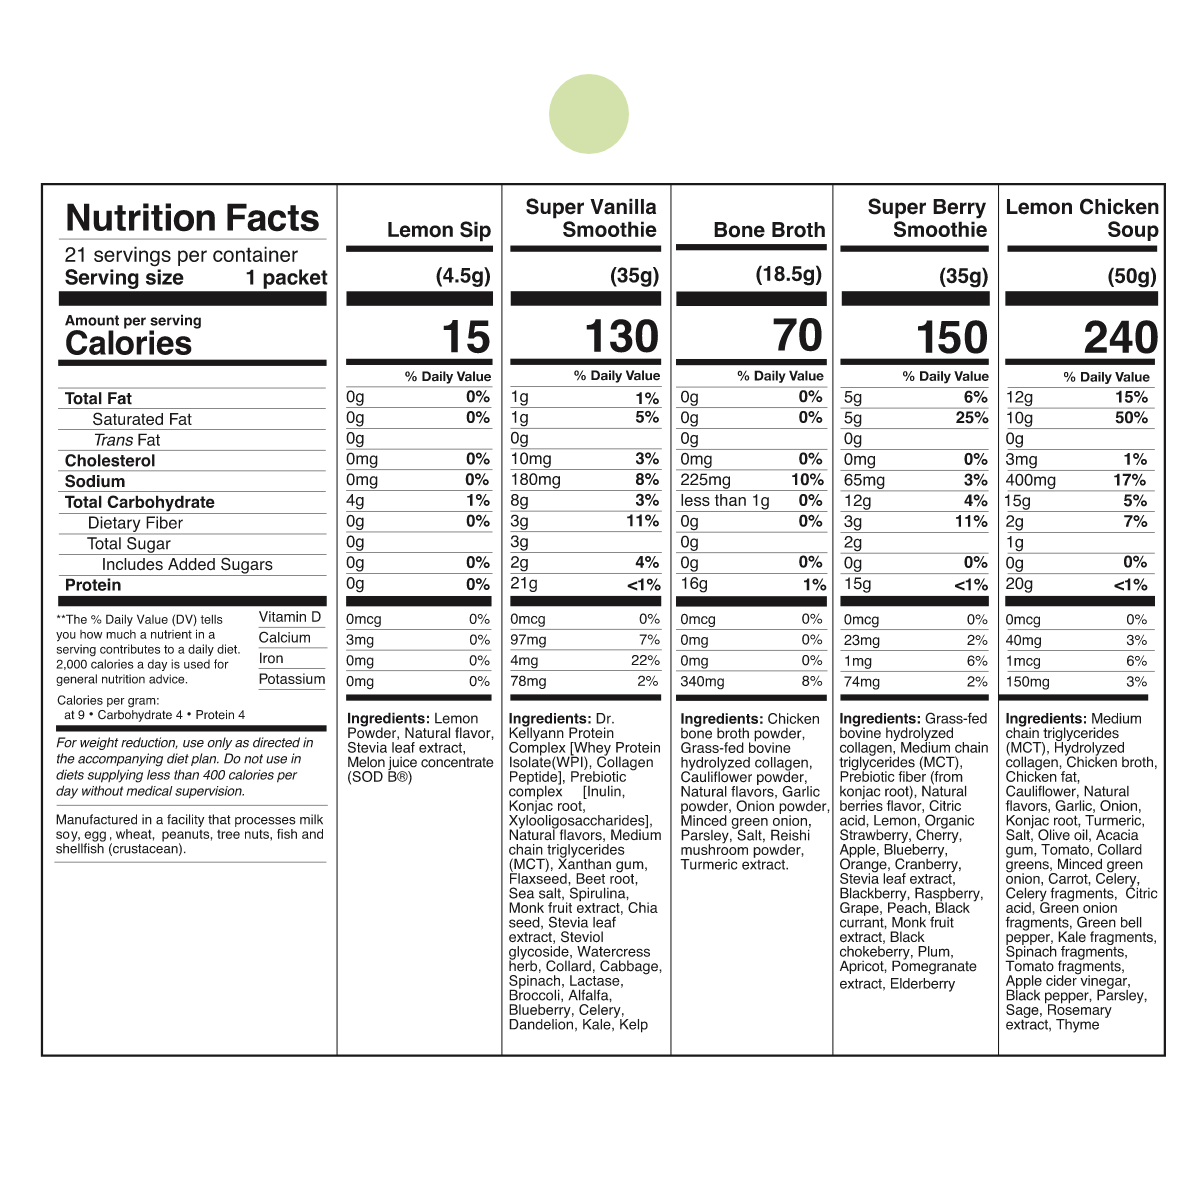 Nutrition Facts
21 servings per container
Serving size 1 packet
Amount per serving
Calories
Total Fat
Saturated Fat
Trans Fat
Cholesterol
Sodium
Total Carbohydrate
Dietary Fiber
Total Sugar
Includes Added Sugars
Protein
**The % Daily Value (DV) tells
you how much a nutrient in a
serving contributes to a daily diet.
2,000 calories a day is used for
general nutrition advice.
Vitamin D
Calcium
Iron
Potassium
Calories per gram:
at 9 • Carbohydrate 4 • Protein 4
For weight reduction, use only as directed in
the accompanying diet plan. Do not use in
diets supplying less than 400 calories per
day without medical supervision.
Manufactured in a facility that processes milk
soy, egg , wheat, peanuts, tree nuts, fish and
shellfish (crustacean).
Lemon Sip
(4.5g)
15
% Daily Value
0g 0%
0g 0%
0g
0mg 0%
0mg 0%
4g 1%
0g 0%
0g
0g 0%
0g 0%
0mcg 0%
3mg 0%
0mg 0%
0mg 0%
Ingredients: Lemon
Powder, Natural flavor,
Stevia leaf extract,
Melon juice concentrate
(SOD B®)
Super Vanilla
Smoothie
(35g)
130
% Daily Value
1g 1%
1g 5%
0g
10mg 3%
180mg 8%
8g 3%
3g 11%
3g
2g 4%
21g <1%
0mcg 0%
97mg 7%
4mg 22%
78mg 2%
Ingredients: Dr.
Kellyann Protein
Complex [Whey Protein
Isolate(WPI), Collagen
Peptide], Prebiotic
complex [Inulin,
Konjac root,
Xylooligosaccharides],
Natural flavors, Medium
chain triglycerides
(MCT), Xanthan gum,
Flaxseed, Beet root,
Sea salt, Spirulina,
Monk fruit extract, Chia
seed, Stevia leaf
extract, Steviol
glycoside, Watercress
herb, Collard, Cabbage,
Spinach, Lactase,
Broccoli, Alfalfa,
Blueberry, Celery,
Dandelion, Kale, Kelp
Bone Broth
(18.5g)
70
% Daily Value
0g 0%
0g 0%
0g
0mg 0%
225mg 10%
less than 1g 0%
0g 0%
0g
0g 0%
16g 1%
0mcg 0%
0mg 0%
0mg 0%
340mg 8%
Ingredients: Chicken
bone broth powder,
Grass-fed bovine
hydrolyzed collagen,
Cauliflower powder,
Natural flavors, Garlic
powder, Onion powder,
Minced green onion,
Parsley, Salt, Reishi
mushroom powder,
Turmeric extract.
Super Berry
Smoothie
(35g)
150
% Daily Value
5g 6%
5g 25%
0g
0mg 0%
65mg 3%
12g 4%
3g 11%
2g
0g 0%
15g <1%
0mcg 0%
23mg 2%
1mg 6%
74mg 2%
Ingredients: Grass-fed
bovine hydrolyzed
collagen, Medium chain
triglycerides (MCT),
Prebiotic fiber (from
konjac root), Natural
berries flavor, Citric
acid, Lemon, Organic
Strawberry, Cherry,
Apple, Blueberry,
Orange, Cranberry,
Stevia leaf extract,
Blackberry, Raspberry,
Grape, Peach, Black
currant, Monk fruit
extract, Black
chokeberry, Plum,
Apricot, Pomegranate
extract, Elderberry
Lemon Chicken
Soup
(50g)
240
% Daily Value
12g 15%
10g 50%
0g
3mg 1%
400mg 17%
15g 5%
2g 7%
1g
0g 0%
20g <1%
0mcg 0%
40mg 3%
1mcg 6%
150mg 3%
Ingredients: Medium
chain triglycerides
(MCT), Hydrolyzed
collagen, Chicken broth,
Chicken fat,
Cauliflower, Natural
flavors, Garlic, Onion,
Konjac root, Turmeric,
Salt, Olive oil, Acacia
gum, Tomato, Collard
greens, Minced green
onion, Carrot, Celery,
Celery fragments, Citric
acid, Green onion
fragments, Green bell
pepper, Kale fragments,
Spinach fragments,
Tomato fragments,
Apple cider vinegar,
Black pepper, Parsley,
Sage, Rosemary
extract, Thyme